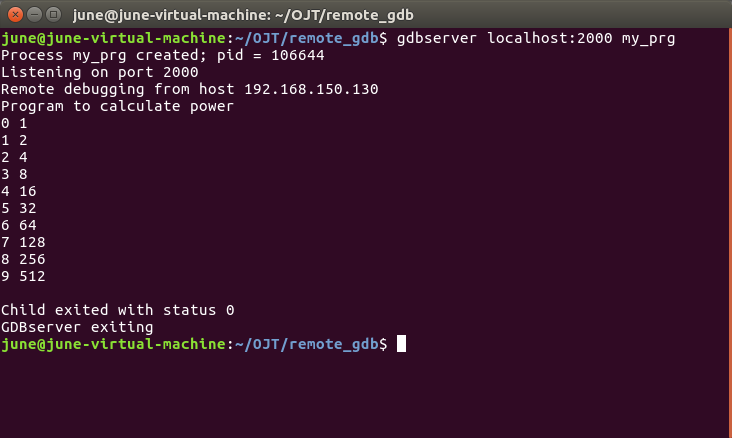 june@june-virtual-machine: ~/OJT/remote_gdb
june@june-virtual-machine:~/OJT/remote_gdb$ gdbserver localhost:2000 my_prg
Process my_prg created; pid = 106644
Listening on port 2000
Remote debugging from host 192.168.150.130
Program to calculate power
0 1
1 2
2 4
3 8
4 16
5 32
6 64
7 128
8 256
9 512
Child exited with status 0
GDBserver exiting
june@june-virtual-machine:~/OJT/remote_gdb$